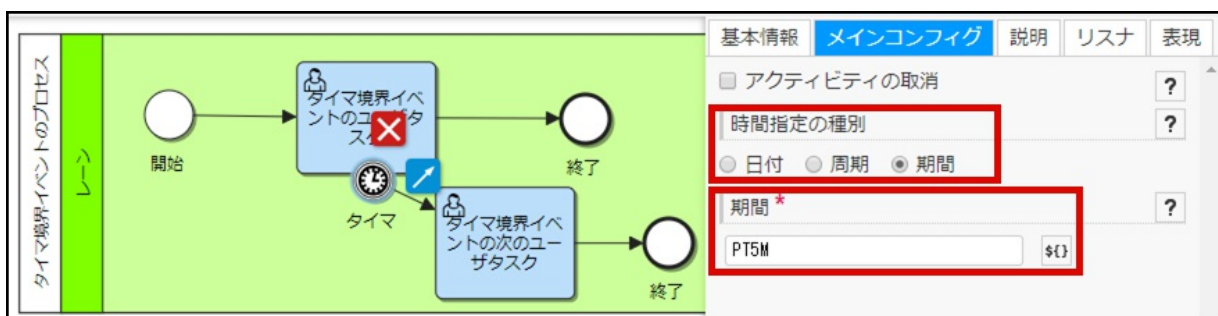 タイマ境界イベントのプロセス
レーン
開始
タイマ境界イベ
ントのユーザタ
スク
終了
タイマ
タイマ境界イベ
ントの次のユー
ザタスク
終了
基本情報 メインコンフィグ 説明 リスナ 表現
アクティビティの取消 ?
時間指定の種別 ?
日付 周期 期間
期間 * ?
PT5M ${}